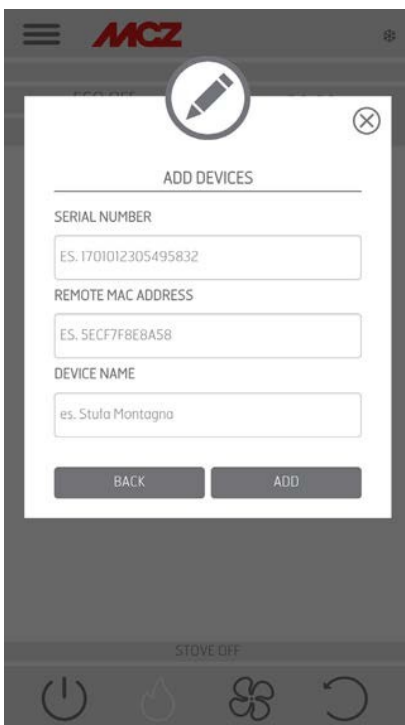 MCZ
ADD DEVICES
SERIAL NUMBER
ES. 1701012305495832
REMOTE MAC ADDRESS
ES. 5ECF7F8E8A58
DEVICE NAME
es. Stufa Montagna
BACK ADD
STOVE OFF